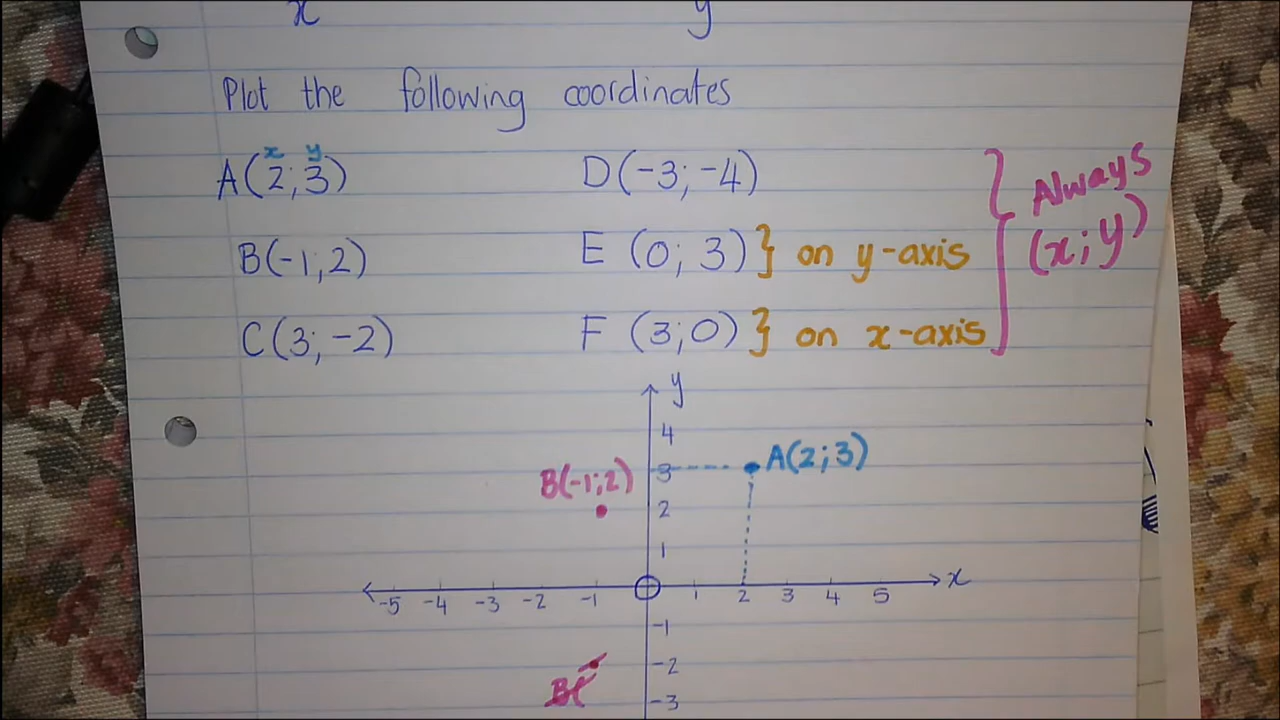 x y
Plot the following coordinates
x y
A(2;3) D(-3;-4)
B(-1;2) E (0; 3)} on y-axis
C(3;-2) F (3;0)} on x-axis
} Always
(x;y)
y
4
3 A(2;3)
B(-1;2)
2
1
-5 -4 -3 -2 -1 1 2 3 4 5 x
-1
-2
B(
-3